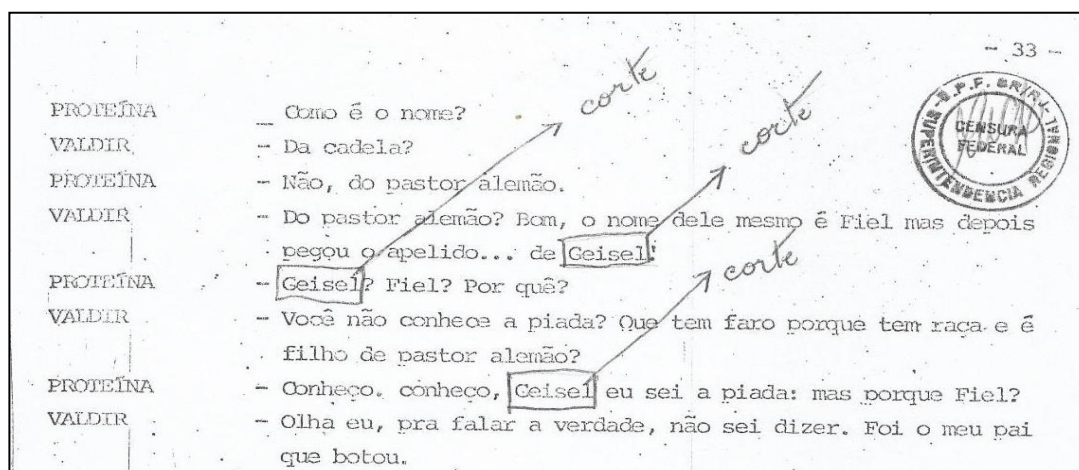 - 33 -
corte
corte
S.P.F. BR/RJ - SUPERINTENDENCIA REGIONAL
CENSURA
FEDERAL
PROTEÍNA _ Como é o nome?
VALDIR - Da cadela?
PROTEÍNA - Não, do pastor alemão.
VALDIR - Do pastor alemão? Bom, o nome dele mesmo é Fiel mas depois
pegou o apelido... de Geisel!
corte
PROTEÍNA - Geisel? Fiel? Por quê?
VALDIR - Você não conhece a piada? Que tem faro porque tem raça e é
filho de pastor alemão?
PROTEÍNA - Conheço. conheço, Geisel eu sei a piada: mas porque Fiel?
VALDIR - Olha eu, pra falar a verdade, não sei dizer. Foi o meu pai
que botou.